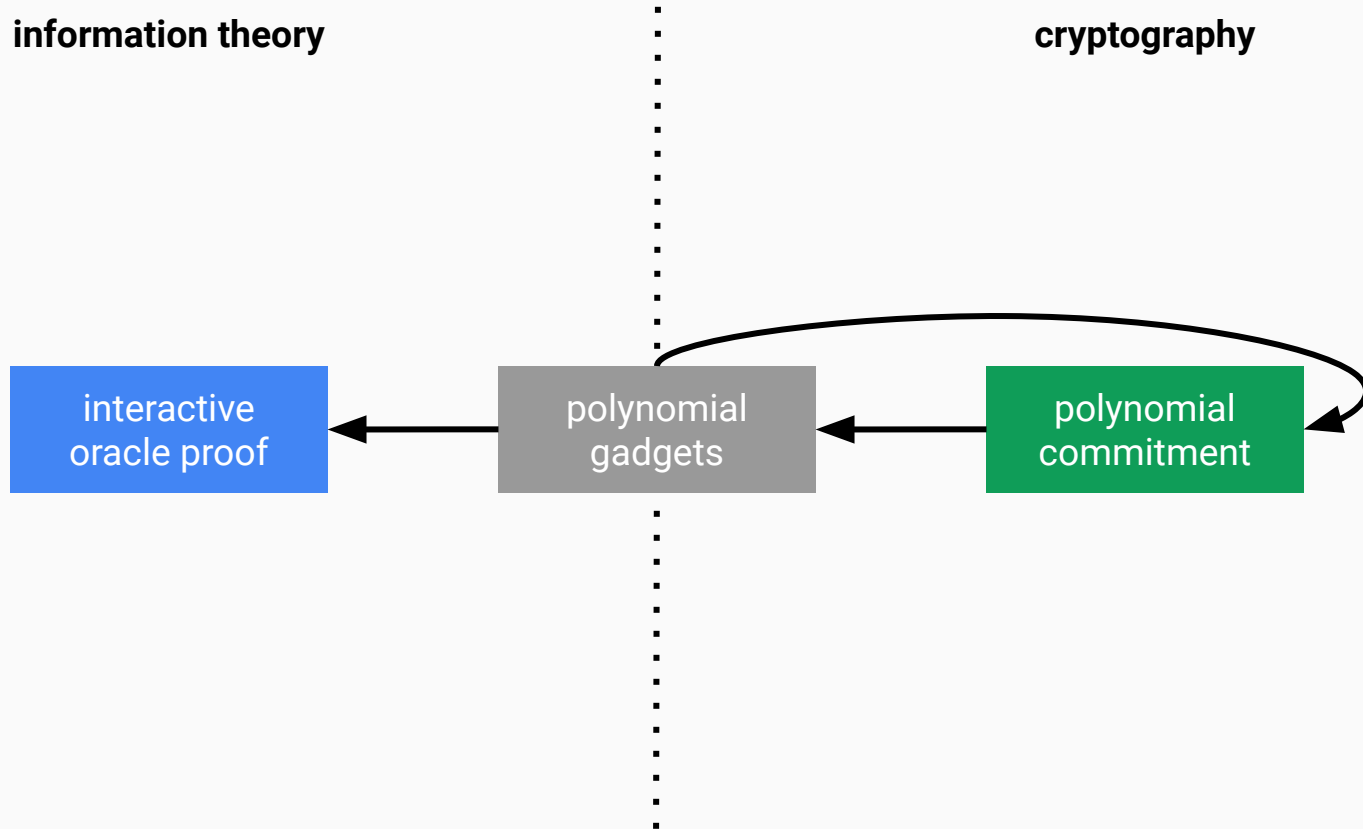 information theory
cryptography
interactive
oracle proof
polynomial
gadgets
polynomial
commitment